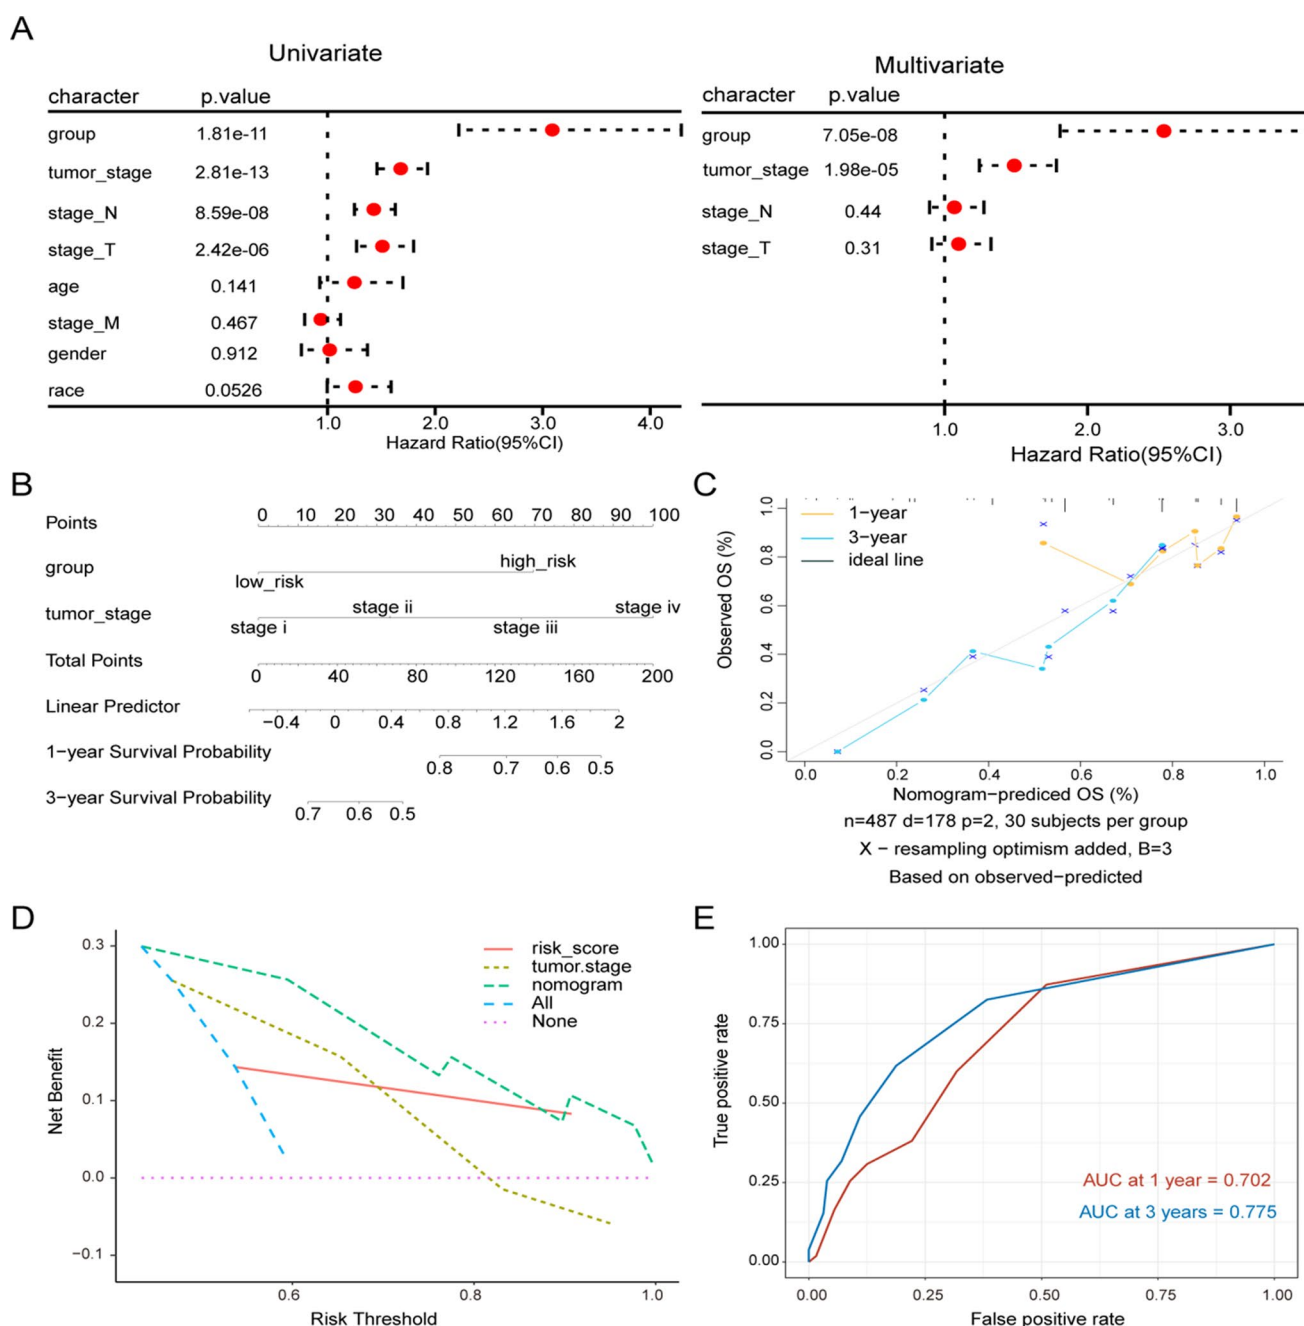 A
Univariate
character p.value
group 1.81e-11
tumor_stage 2.81e-13
stage_N 8.59e-08
stage_T 2.42e-06
age 0.141
stage_M 0.467
gender 0.912
race 0.0526
1.0 2.0 3.0 4.0
Hazard Ratio(95%CI)
Multivariate
character p.value
group 7.05e-08
tumor_stage 1.98e-05
stage_N 0.44
stage_T 0.31
1.0 2.0 3.0
Hazard Ratio(95%CI)
B
Points 0 10 20 30 40 50 60 70 80 90 100
group
high_risk
low_risk
tumor_stage
stage ii stage iv
stage i stage iii
Total Points
0 40 80 120 160 200
Linear Predictor
−0.4 0 0.4 0.8 1.2 1.6 2
1−year Survival Probability
0.8 0.7 0.6 0.5
3−year Survival Probability
0.7 0.6 0.5
C
1-year
3-year
ideal line
Observed OS (%)
0.0 0.2 0.4 0.6 0.8 1.0
0.0 0.2 0.4 0.6 0.8 1.0
Nomogram−prediced OS (%)
n=487 d=178 p=2, 30 subjects per group
X − resampling optimism added, B=3
Based on observed−predicted
D
risk_score
tumor.stage
nomogram
All
None
Net Benefit
0.3
0.2
0.1
0.0
−0.1
0.6 0.8 1.0
Risk Threshold
E
True positive rate
1.00
0.75
0.50
0.25
0.00
AUC at 1 year = 0.702
AUC at 3 years = 0.775
0.00 0.25 0.50 0.75 1.00
False positive rate